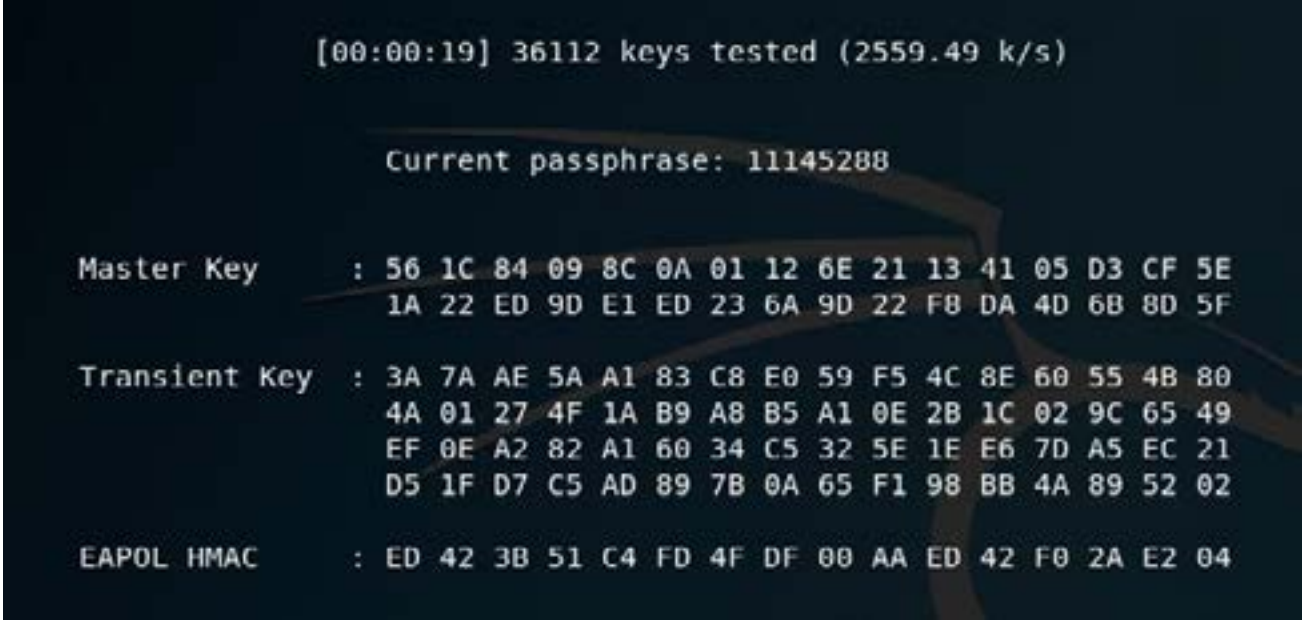 [00:00:19] 36112 keys tested (2559.49 k/s)
Current passphrase: 11145288
Master Key : 56 1C 84 09 8C 0A 01 12 6E 21 13 41 05 D3 CF 5E
1A 22 ED 9D E1 ED 23 6A 9D 22 F8 DA 4D 6B 8D 5F
Transient Key : 3A 7A AE 5A A1 83 C8 E0 59 F5 4C 8E 60 55 4B 80
4A 01 27 4F 1A B9 A8 B5 A1 0E 2B 1C 02 9C 65 49
EF 0E A2 82 A1 60 34 C5 32 5E 1E E6 7D A5 EC 21
D5 1F D7 C5 AD 89 7B 0A 65 F1 98 BB 4A 89 52 02
EAPOL HMAC : ED 42 3B 51 C4 FD 4F DF 00 AA ED 42 F0 2A E2 04